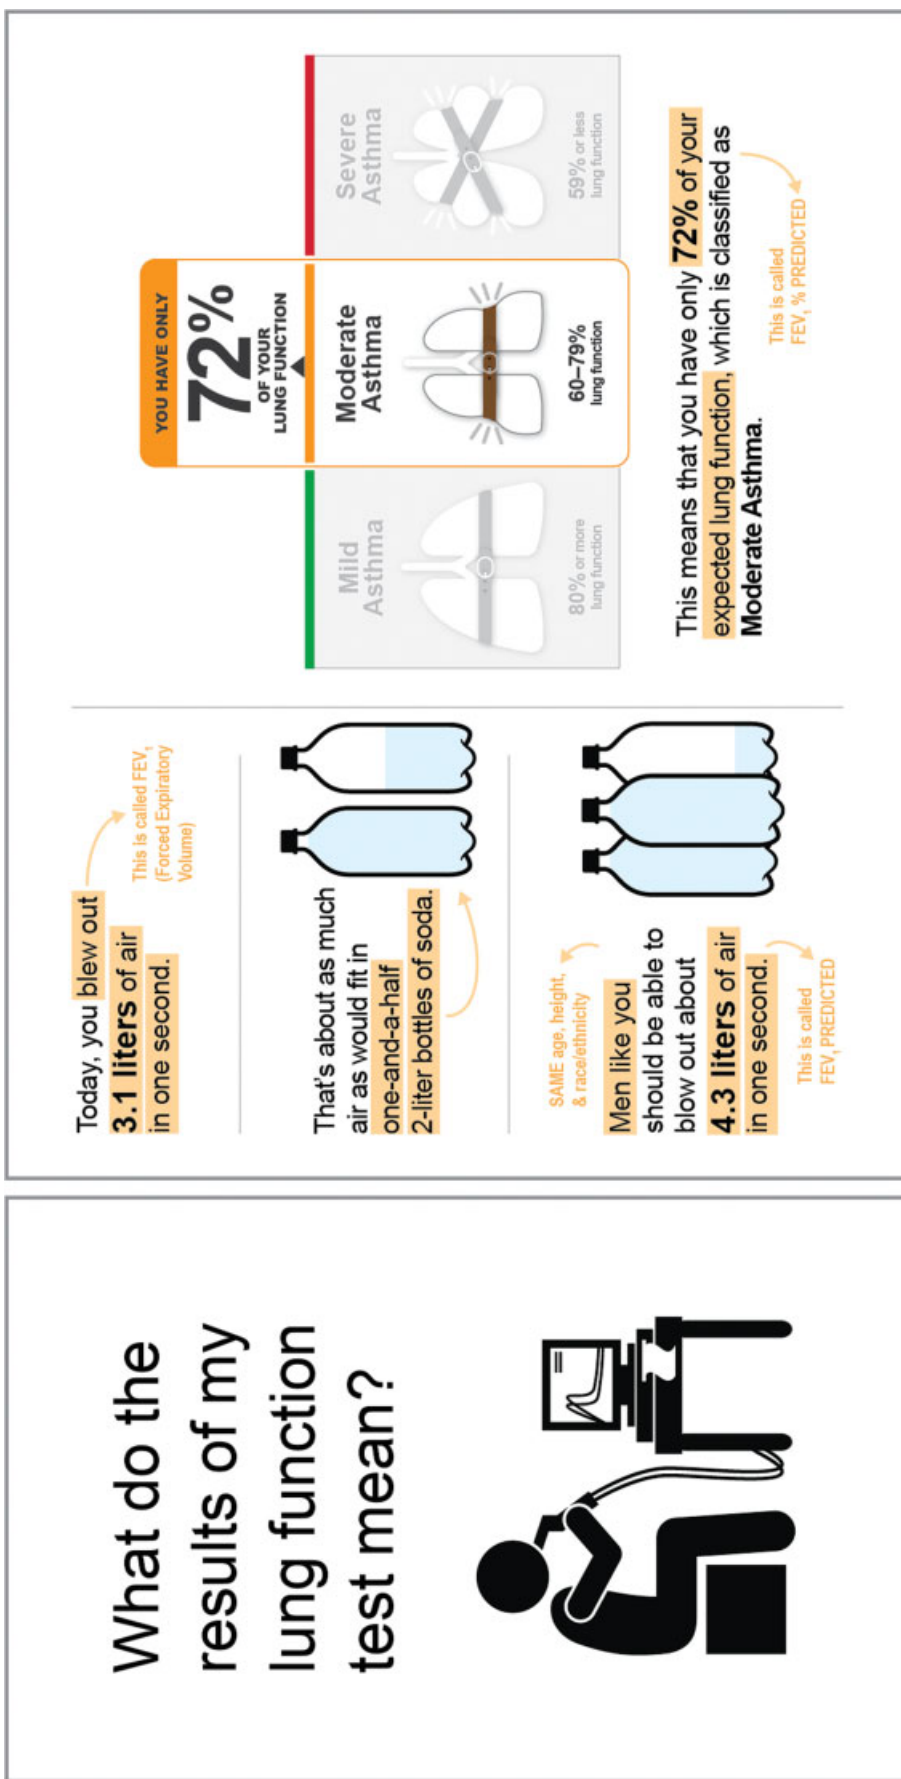 What do the
results of my
lung function
test mean?
Today, you blew out
3.1 liters of air
in one second.
This is called FEV,
(Forced Expiratory
Volume)
That's about as much
air as would fit in
one-and-a-half
2-liter bottles of soda.
SAME age, height,
& race/ethnicity
Men like you
should be able to
blow out about
4.3 liters of air
in one second.
This is called
FEV, PREDICTED
YOU HAVE ONLY
72%
OF YOUR
LUNG FUNCTION
Mild
Asthma
80% or more
lung function
Moderate
Asthma
60–79%
lung function
Severe
Asthma
59% or less
lung function
This means that you have only 72% of your
expected lung function, which is classified as
Moderate Asthma.
This is called
FEV, % PREDICTED